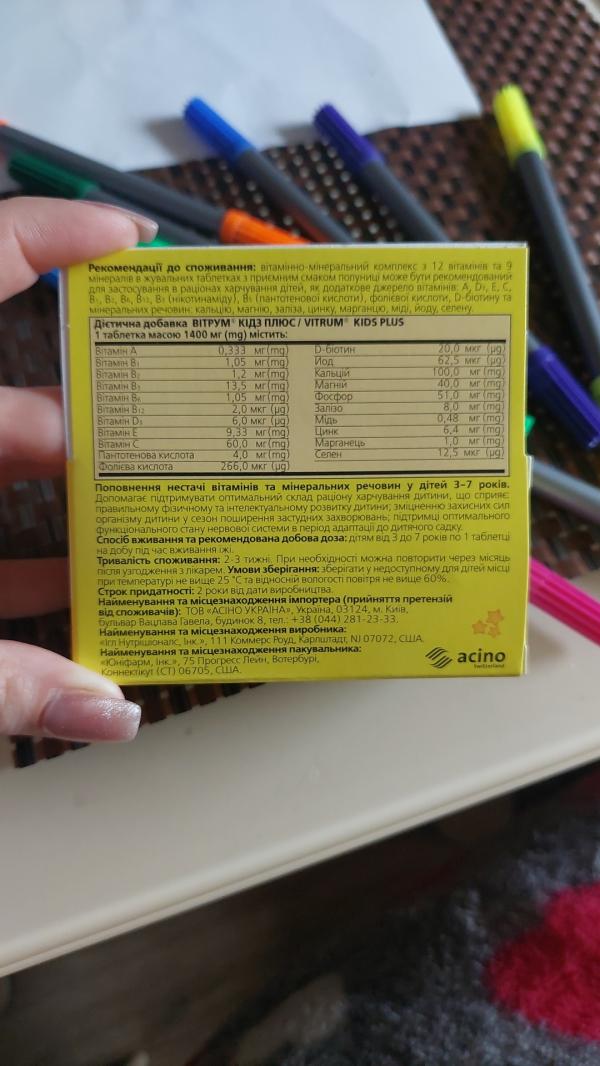 Рекомендації до споживання: вітамінно-мінеральний комплекс з 12 вітамінів та 9
мінералів в жувальних таблетках з приємним смаком полуниці може бути рекомендований
для застосування в раціонах харчування дітей, як додаткове джерело вітамінів: А, D₃, Е, С,
В₁, В₂, В₆, В₁₂, В₃ (нікотинаміду), В₅ (пантотенової кислоти), фолієвої кислоти, D-біотину та
мінеральних речовин: кальцію, магнію, заліза, цинку, марганцю, міді, йоду, селену.
Дієтична добавка ВІТРУМ® КІДЗ ПЛЮС / VITRUM® KIDS PLUS
1 таблетка масою 1400 мг (mg) містить:
Вітамін А 0,333 мг(mg)
Вітамін В₁ 1,05 мг(mg)
Вітамін В₂ 1,2 мг(mg)
Вітамін В₃ 13,5 мг(mg)
Вітамін В₆ 1,05 мг(mg)
Вітамін В₁₂ 2,0 мкг (μg)
Вітамін D₃ 6,0 мкг (μg)
Вітамін Е 9,33 мг(mg)
Вітамін С 60,0 мг(mg)
Пантотенова кислота 4,0 мг(mg)
Фолієва кислота 266,0 мкг (μg)
D-біотин 20,0 мкг (μg)
Йод 62,5 мкг (μg)
Кальцій 100,0 мг (mg)
Магній 40,0 мг (mg)
Фосфор 51,0 мг (mg)
Залізо 8,0 мг (mg)
Мідь 0,48 мг (mg)
Цинк 6,4 мг (mg)
Марганець 1,0 мг (mg)
Селен 12,5 мкг (μg)
Поповнення нестачі вітамінів та мінеральних речовин у дітей 3–7 років.
Допомагає підтримувати оптимальний склад раціону харчування дитини, що сприяє:
правильному фізичному та інтелектуальному розвитку дитини; зміцненню захисних сил
організму дитини у сезон поширення застудних захворювань; підтримці оптимального
функціонального стану нервової системи в період адаптації до дитячого садку.
Спосіб вживання та рекомендована добова доза: дітям від 3 до 7 років по 1 таблетці
на добу під час вживання їжі.
Тривалість споживання: 2-3 тижні. При необхідності можна повторити через місяць
після узгодження з лікарем. Умови зберігання: зберігати у недоступному для дітей місці
при температурі не вище 25 °С та відносній вологості повітря не вище 60%.
Строк придатності: 2 роки від дати виробництва.
Найменування та місцезнаходження імпортера (прийняття претензій
від споживачів): ТОВ «АСІНО УКРАЇНА», Україна, 03124, м. Київ,
бульвар Вацлава Гавела, будинок 8, тел.: +38 (044) 281-23-33.
Найменування та місцезнаходження виробника:
«Ігл Нутрішіоналс, Інк.», 111 Коммерс Роуд, Карлштадт, NJ 07072, США.
Найменування та місцезнаходження пакувальника:
«Юніфарм, Інк.», 75 Прогресс Лейн, Вотербурі,
Коннектікут (СТ) 06705, США.
acino
Switzerland